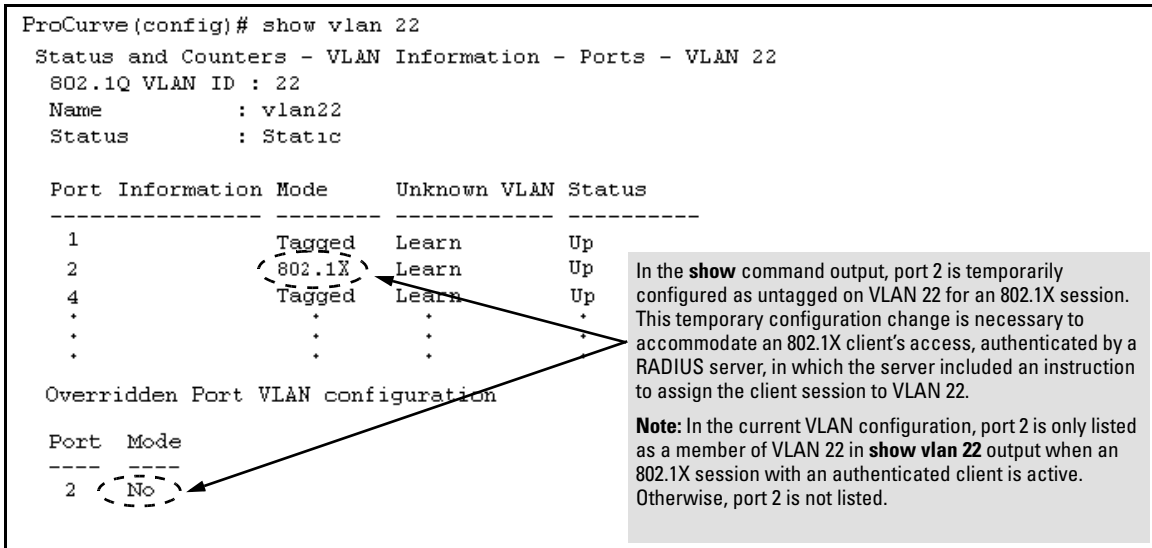 ProCurve(config)# show vlan 22
Status and Counters - VLAN Information - Ports - VLAN 22
802.1Q VLAN ID : 22
Name : vlan22
Status : Static
Port Information Mode Unknown VLAN Status
---------------- -------- ------------ ----------
1 Tagged Learn Up
2 802.1X Learn Up
4 Tagged Learn Up
Overridden Port VLAN configuration
Port Mode
---- ----
2 No
In the show command output, port 2 is temporarily
configured as untagged on VLAN 22 for an 802.1X session.
This temporary configuration change is necessary to
accommodate an 802.1X client's access, authenticated by a
RADIUS server, in which the server included an instruction
to assign the client session to VLAN 22.
Note: In the current VLAN configuration, port 2 is only listed
as a member of VLAN 22 in show vlan 22 output when an
802.1X session with an authenticated client is active.
Otherwise, port 2 is not listed.